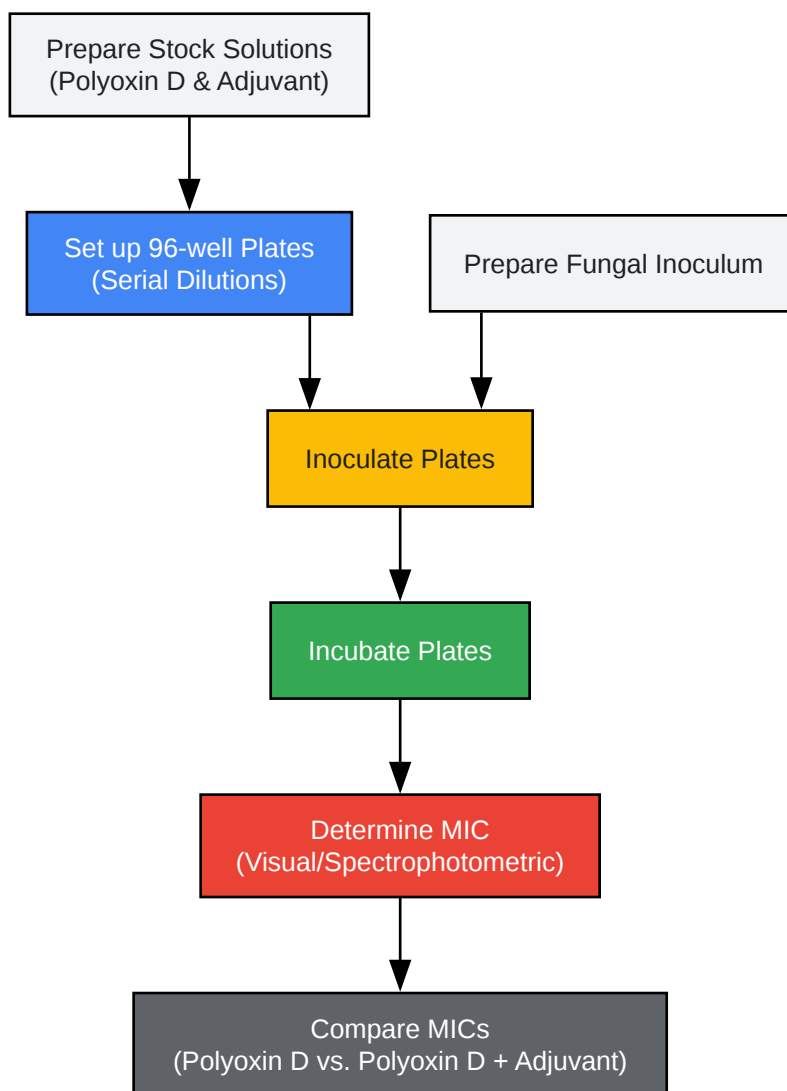 Prepare Stock Solutions
(Polyoxin D & Adjuvant)
Set up 96-well Plates
(Serial Dilutions)
Prepare Fungal Inoculum
Inoculate Plates
Incubate Plates
Determine MIC
(Visual/Spectrophotometric)
Compare MICs
(Polyoxin D vs. Polyoxin D + Adjuvant)